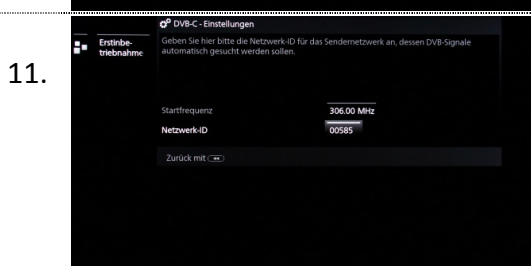 11.
DVB-C - Einstellungen
Erstinbe-
triebnahme
Geben Sie hier bitte die Netzwerk-ID für das Sendernetzwerk an, dessen DVB-Signale
automatisch gesucht werden sollen.
Startfrequenz 306.00 MHz
Netzwerk-ID 00585
Zurück mit